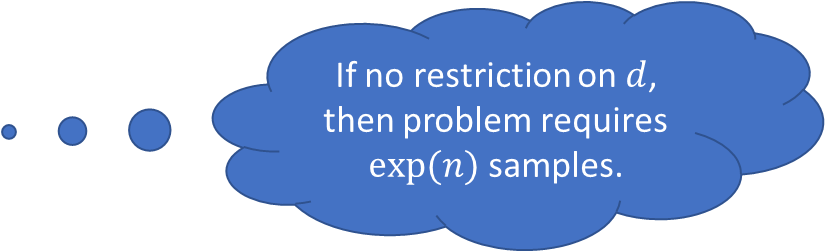 If no restriction on 𝑑,
then problem requires
exp(𝑛) samples.